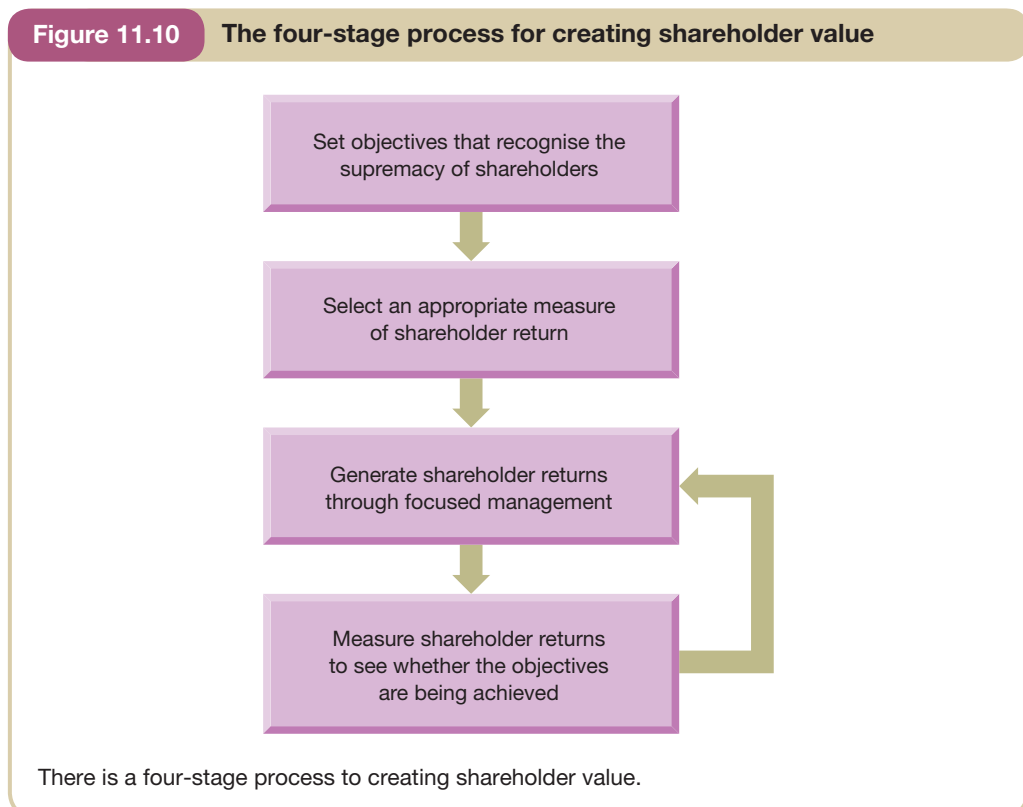 Figure 11.10 The four-stage process for creating shareholder value
Set objectives that recognise the
supremacy of shareholders
Select an appropriate measure
of shareholder return
Generate shareholder returns
through focused management
Measure shareholder returns
to see whether the objectives
are being achieved
There is a four-stage process to creating shareholder value.